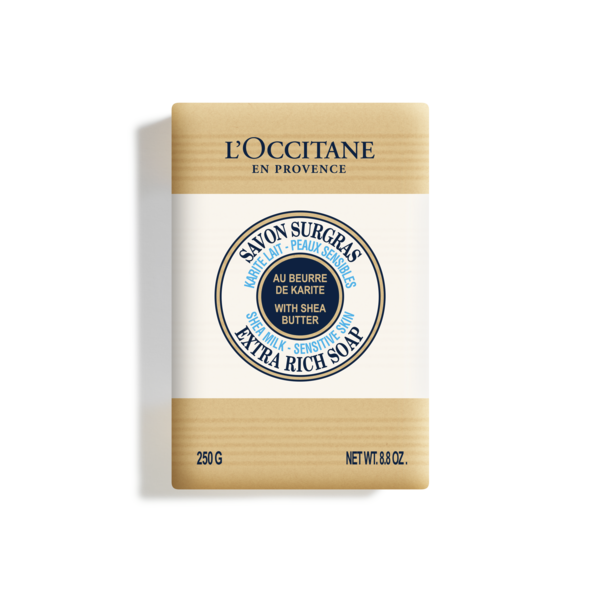 L'OCCITANE
EN PROVENCE
SAVON SURGRAS
KARITE LAIT - PEAUX SENSIBLES
AU BEURRE
DE KARITE
WITH SHEA
BUTTER
SHEA MILK - SENSITIVE SKIN
EXTRA RICH SOAP
250 G
NET WT. 8.8 OZ.